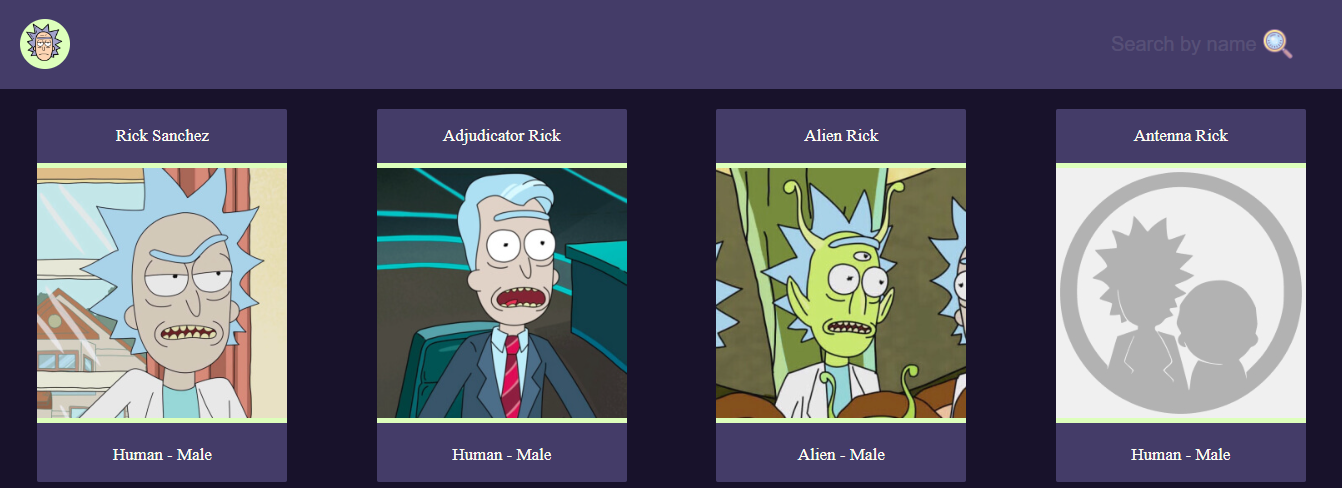 Search by name 🔍
Rick Sanchez
Adjudicator Rick
Alien Rick
Antenna Rick
Human - Male
Human - Male
Alien - Male
Human - Male